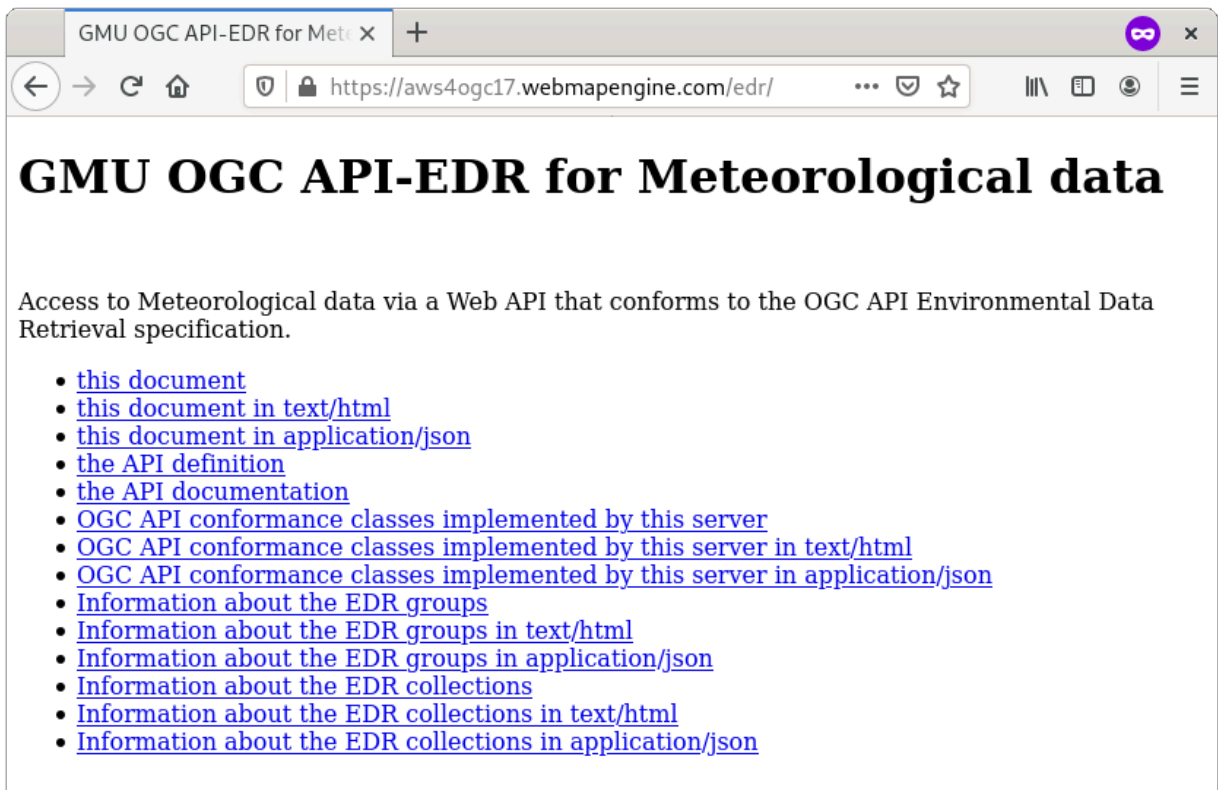 GMU OGC API-EDR for Mete
https://aws4ogc17.webmapengine.com/edr/
GMU OGC API-EDR for Meteorological data
Access to Meteorological data via a Web API that conforms to the OGC API Environmental Data
Retrieval specification.
• this document
• this document in text/html
• this document in application/json
• the API definition
• the API documentation
• OGC API conformance classes implemented by this server
• OGC API conformance classes implemented by this server in text/html
• OGC API conformance classes implemented by this server in application/json
• Information about the EDR groups
• Information about the EDR groups in text/html
• Information about the EDR groups in application/json
• Information about the EDR collections
• Information about the EDR collections in text/html
• Information about the EDR collections in application/json